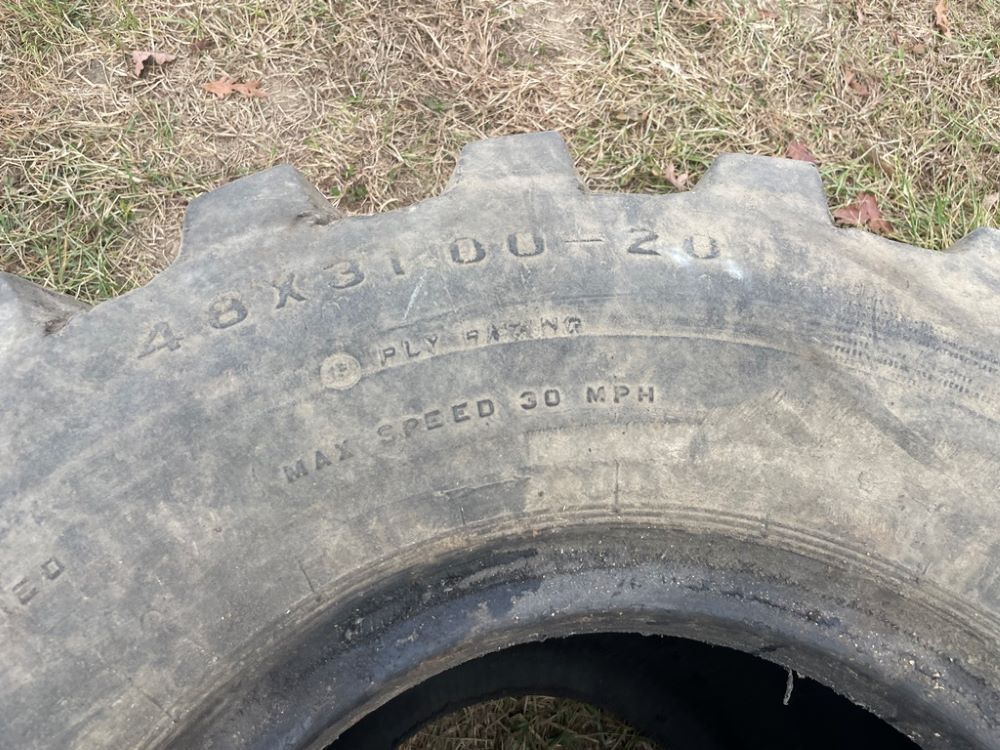 48X31·00-20
PLY RATING
MAX SPEED 30 MPH